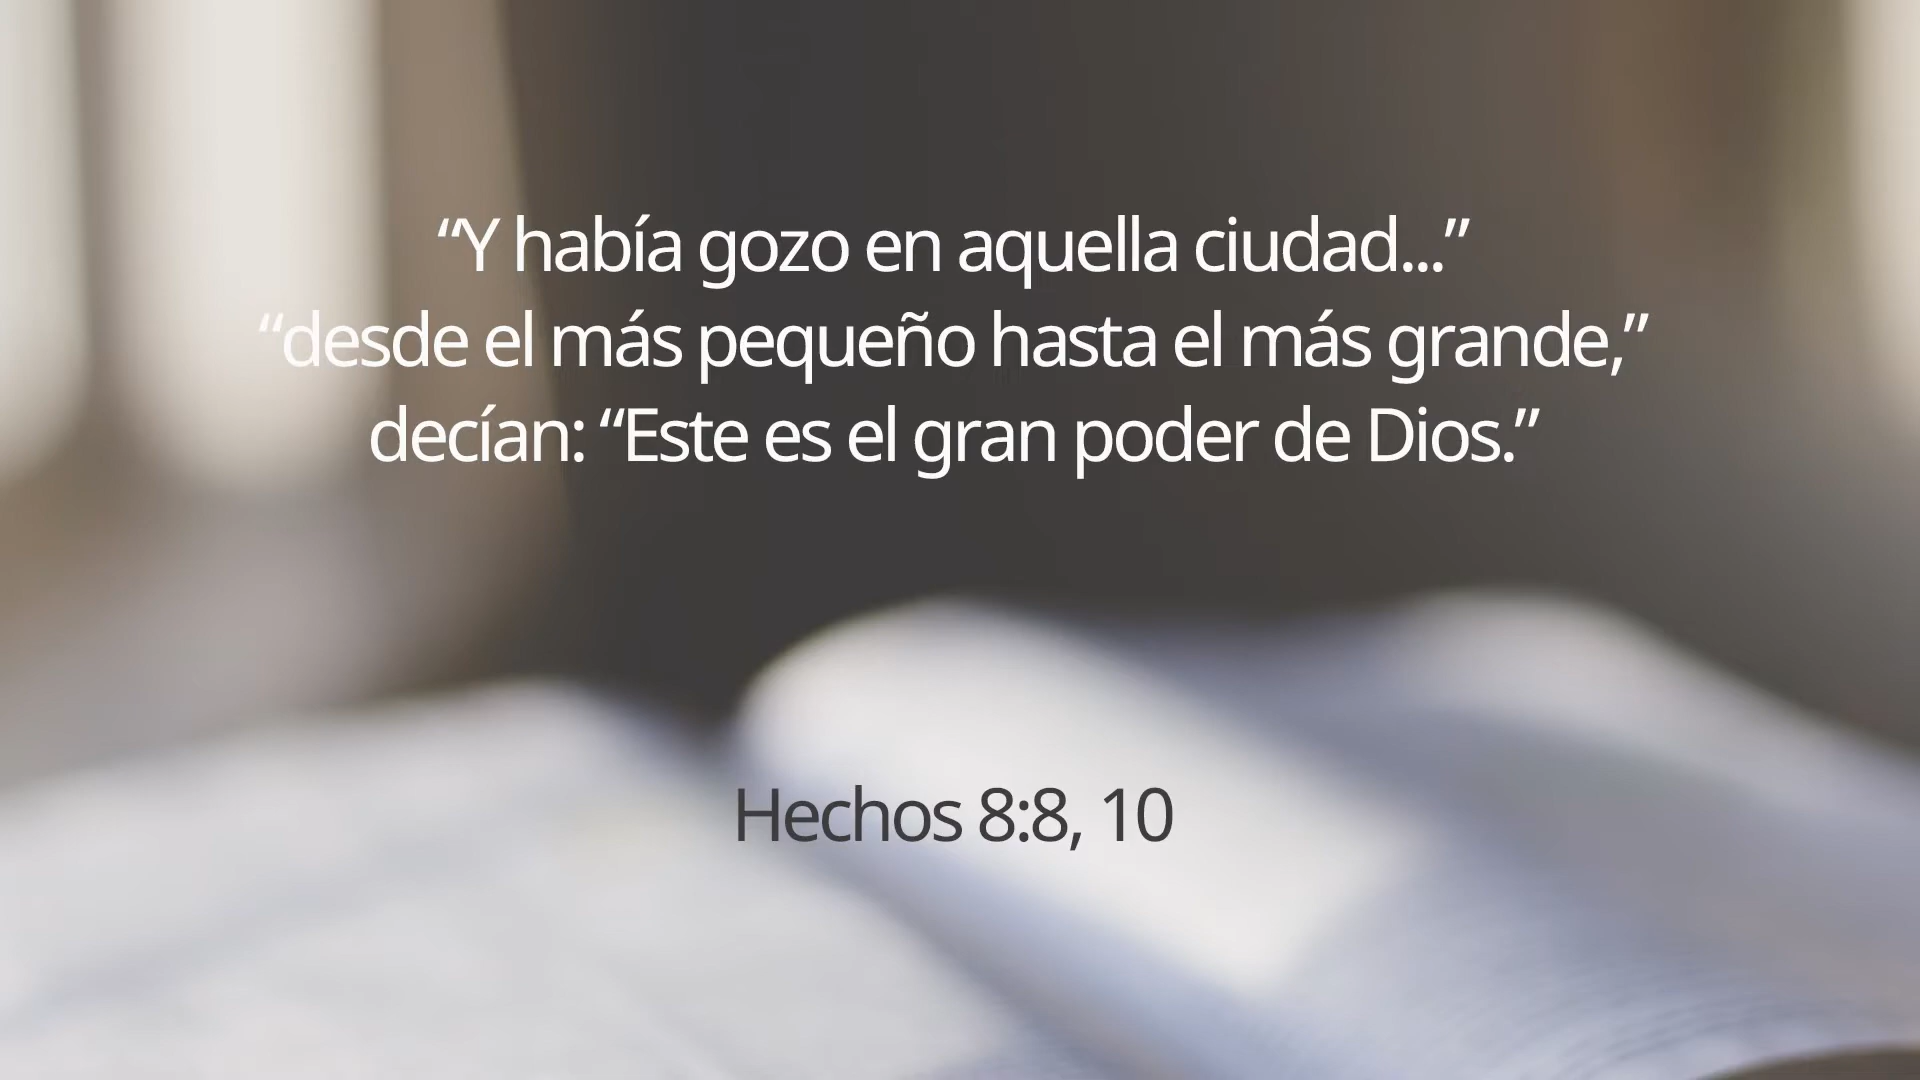 “Y había gozo en aquella ciudad...”
“desde el más pequeño hasta el más grande,”
decían: “Este es el gran poder de Dios.”
Hechos 8:8, 10